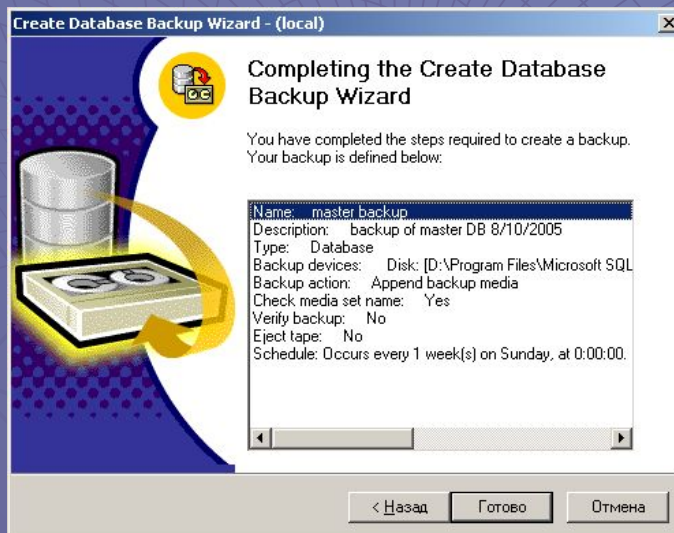 Create Database Backup Wizard - (local)
Completing the Create Database
Backup Wizard
You have completed the steps required to create a backup.
Your backup is defined below:
Name: master backup
Description: backup of master DB 8/10/2005
Type: Database
Backup devices: Disk: [D:\Program Files\Microsoft SQL
Backup action: Append backup media
Check media set name: Yes
Verify backup: No
Eject tape: No
Schedule: Occurs every 1 week(s) on Sunday, at 0:00:00.
< Назад Готово Отмена